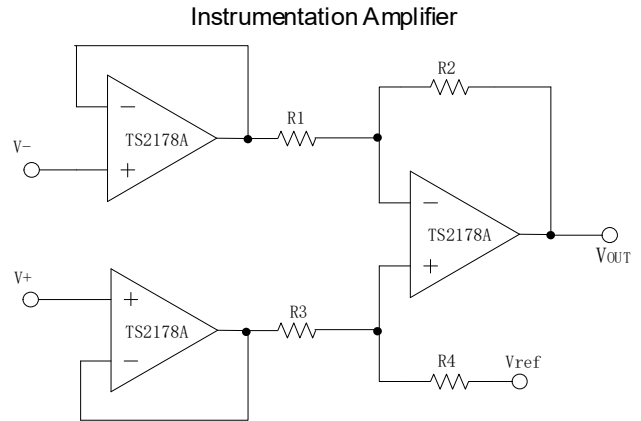 Instrumentation Amplifier
R2
R1
−
TS2178A
V-
+
−
TS2178A
+
VOUT
V+
+
R3
TS2178A
−
R4
Vref